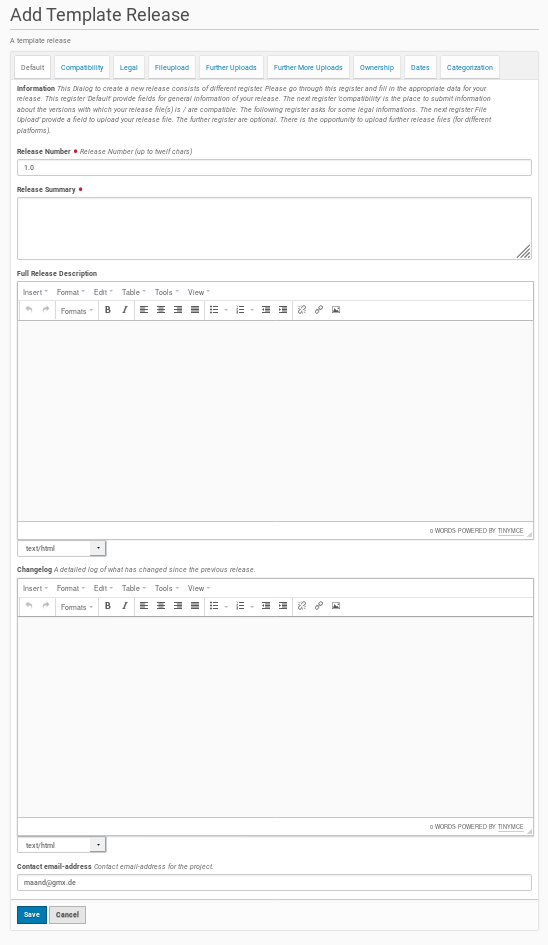 Add Template Release
A template release
Default Compatibility Legal Fileupload Further Uploads Further More Uploads Ownership Dates Categorization
Information This Dialog to create a new release consists of different register. Please go through this register and fill in the appropriate data for your
release. This register 'Default' provide fields for general information of your release. The next register 'compatibility' is the place to submit information
about the versions with which your release file(s) is / are compatible. The following register asks for some legal informations. The next register File
Upload' provide a field to upload your release file. The further register are optional. There is the opportunity to upload further release files (for different
platforms).
Release Number Release Number (up to twelf chars)
1.0
Release Summary
Full Release Description
Insert Format Edit Table Tools View
Formats B I
0 WORDS POWERED BY TINYMCE
text/html
Changelog A detailed log of what has changed since the previous release.
Insert Format Edit Table Tools View
Formats B I
0 WORDS POWERED BY TINYMCE
text/html
Contact email-address Contact email-address for the project.
maand@gmx.de
Save Cancel